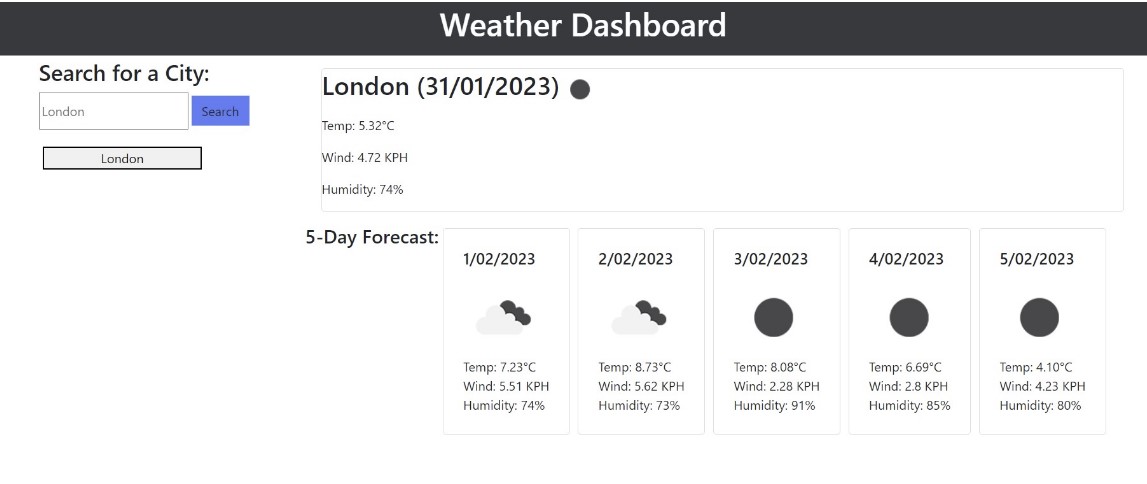 Weather Dashboard
Search for a City:
London
Search
London
London (31/01/2023)
Temp: 5.32°C
Wind: 4.72 KPH
Humidity: 74%
5-Day Forecast:
1/02/2023
Temp: 7.23°C
Wind: 5.51 KPH
Humidity: 74%
2/02/2023
Temp: 8.73°C
Wind: 5.62 KPH
Humidity: 73%
3/02/2023
Temp: 8.08°C
Wind: 2.28 KPH
Humidity: 91%
4/02/2023
Temp: 6.69°C
Wind: 2.8 KPH
Humidity: 85%
5/02/2023
Temp: 4.10°C
Wind: 4.23 KPH
Humidity: 80%